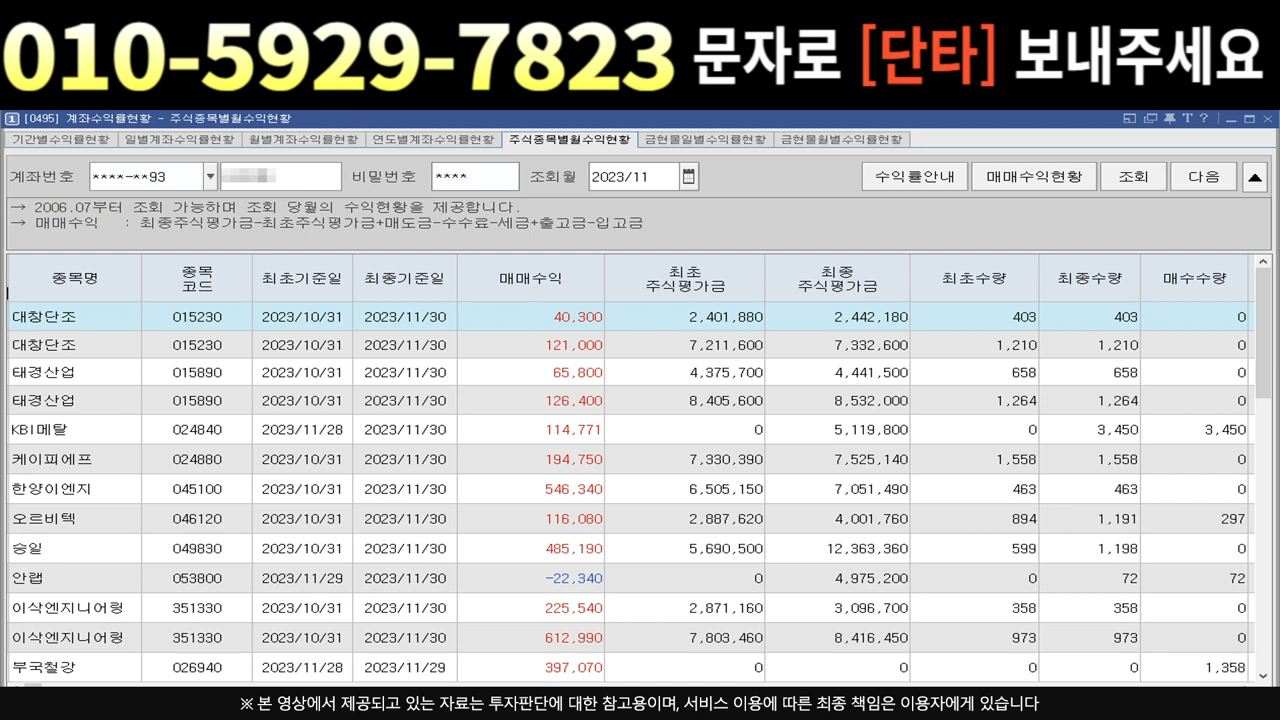 010-5929-7823 문자로 [단타] 보내주세요
1 [0495] 계좌수익률현황 - 주식종목별월수익현황
기간별수익률현황 일별계좌수익률현황 월별계좌수익률현황 연도별계좌수익률현황 주식종목별월수익현황 금현물일별수익률현황 금현물월별수익률현황
계좌번호 ****-**93 비밀번호 **** 조회월 2023/11 수익률안내 매매수익현황 조회 다음
→ 2006.07부터 조회 가능하며 조회 당월의 수익현황을 제공합니다.
→ 매매수익 : 최종주식평가금-최초주식평가금+매도금-수수료-세금+출고금-입고금
종목명 종목 코드 최초기준일 최종기준일 매매수익 최초 주식평가금 최종 주식평가금 최초수량 최종수량 매수수량
대창단조 015230 2023/10/31 2023/11/30 40,300 2,401,880 2,442,180 403 403 0
대창단조 015230 2023/10/31 2023/11/30 121,000 7,211,600 7,332,600 1,210 1,210 0
태경산업 015890 2023/10/31 2023/11/30 65,800 4,375,700 4,441,500 658 658 0
태경산업 015890 2023/10/31 2023/11/30 126,400 8,405,600 8,532,000 1,264 1,264 0
KBI메탈 024840 2023/11/28 2023/11/30 114,771 0 5,119,800 0 3,450 3,450
케이피에프 024880 2023/10/31 2023/11/30 194,750 7,330,390 7,525,140 1,558 1,558 0
한양이엔지 045100 2023/10/31 2023/11/30 546,340 6,505,150 7,051,490 463 463 0
오르비텍 046120 2023/10/31 2023/11/30 116,080 2,887,620 4,001,760 894 1,191 297
승일 049830 2023/10/31 2023/11/30 485,190 5,690,500 12,363,360 599 1,198 0
안랩 053800 2023/11/29 2023/11/30 -22,340 0 4,975,200 0 72 72
이삭엔지니어링 351330 2023/10/31 2023/11/30 225,540 2,871,160 3,096,700 358 358 0
이삭엔지니어링 351330 2023/10/31 2023/11/30 612,990 7,803,460 8,416,450 973 973 0
부국철강 026940 2023/11/28 2023/11/29 397,070 0 0 0 0 1,358
※ 본 영상에서 제공되고 있는 자료는 투자판단에 대한 참고용이며, 서비스 이용에 따른 최종 책임은 이용자에게 있습니다